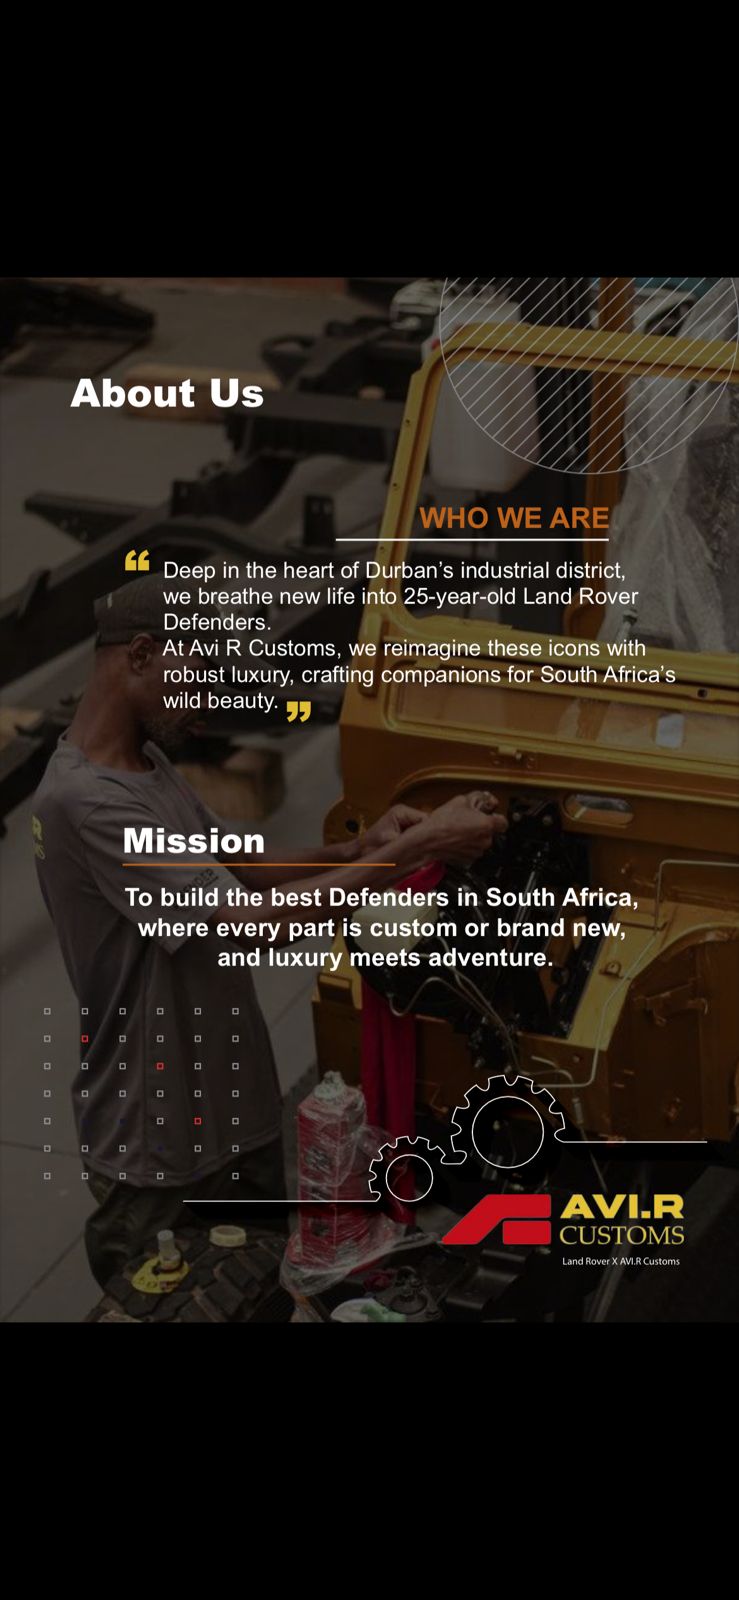 About Us
WHO WE ARE
“ Deep in the heart of Durban’s industrial district,
we breathe new life into 25-year-old Land Rover
Defenders.
At Avi R Customs, we reimagine these icons with
robust luxury, crafting companions for South Africa’s
wild beauty. ”
Mission
To build the best Defenders in South Africa,
where every part is custom or brand new,
and luxury meets adventure.
AVI.R
CUSTOMS
Land Rover X AVI.R Customs